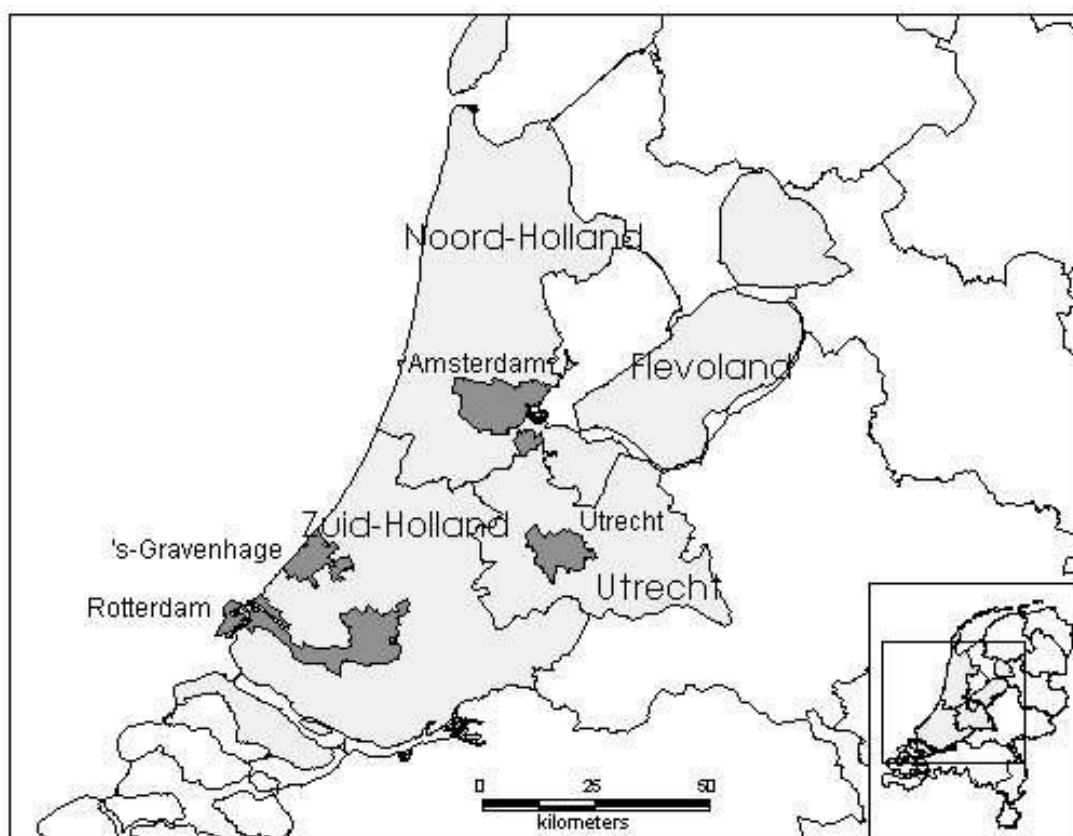 Noord-Holland
Amsterdam
Flevoland
Zuid-Holland
Utrecht
's-Gravenhage
Utrecht
Rotterdam
0 25 50
kilometers